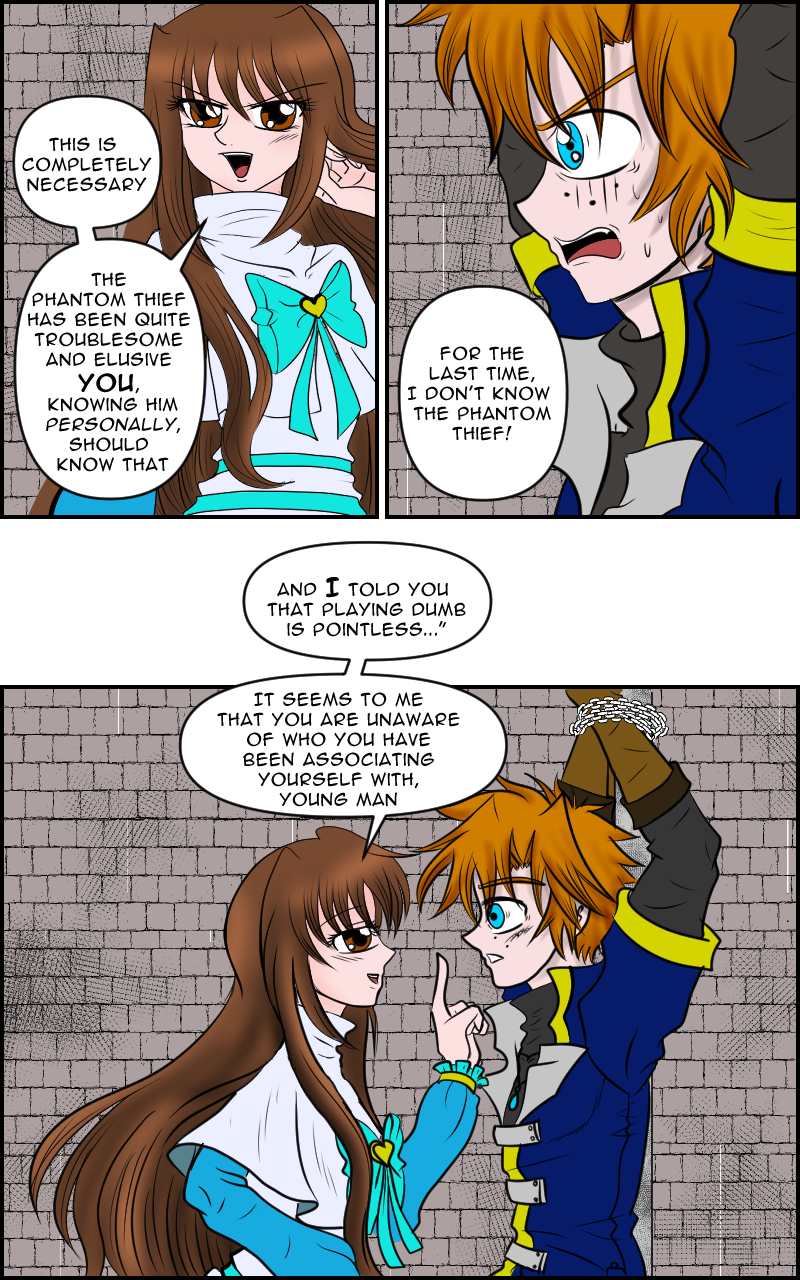 THIS IS
COMPLETELY
NECESSARY
THE
PHANTOM THIEF
HAS BEEN QUITE
TROUBLESOME
AND ELUSIVE
YOU,
KNOWING HIM
PERSONALLY,
SHOULD
KNOW THAT
FOR THE
LAST TIME,
I DON'T KNOW
THE PHANTOM
THIEF!
AND I TOLD YOU
THAT PLAYING DUMB
IS POINTLESS..."
IT SEEMS TO ME
THAT YOU ARE UNAWARE
OF WHO YOU HAVE
BEEN ASSOCIATING
YOURSELF WITH,
YOUNG MAN